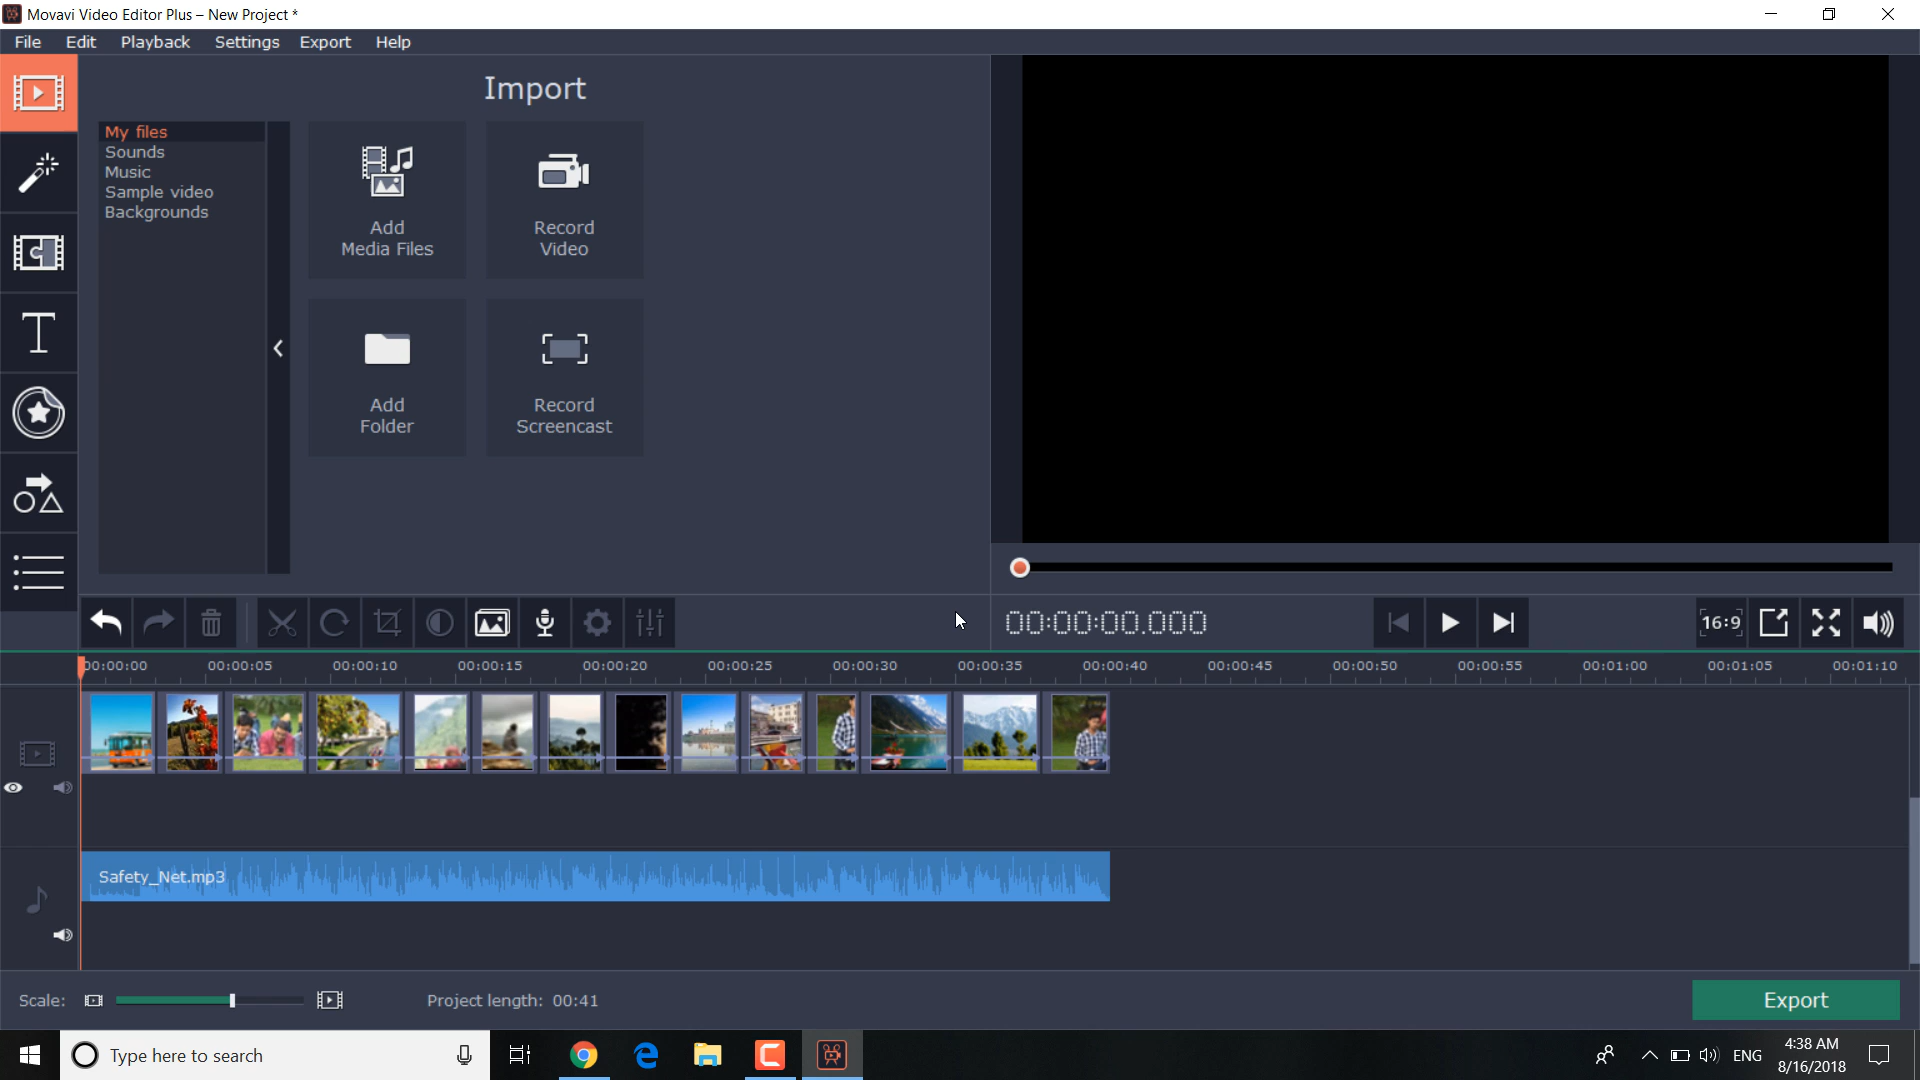 Movavi Video Editor Plus – New Project *
File Edit Playback Settings Export Help
Import
My files
Sounds
Music
Sample video
Backgrounds
Add
Media Files
Record
Video
Add
Folder
Record
Screencast
00:00:00.000
16:9
00:00:00 00:00:05 00:00:10 00:00:15 00:00:20 00:00:25 00:00:30 00:00:35 00:00:40 00:00:45 00:00:50 00:00:55 00:01:00 00:01:05 00:01:10
Safety_Net.mp3
Scale:
Project length: 00:41
Export
Type here to search
ENG
4:38 AM
8/16/2018